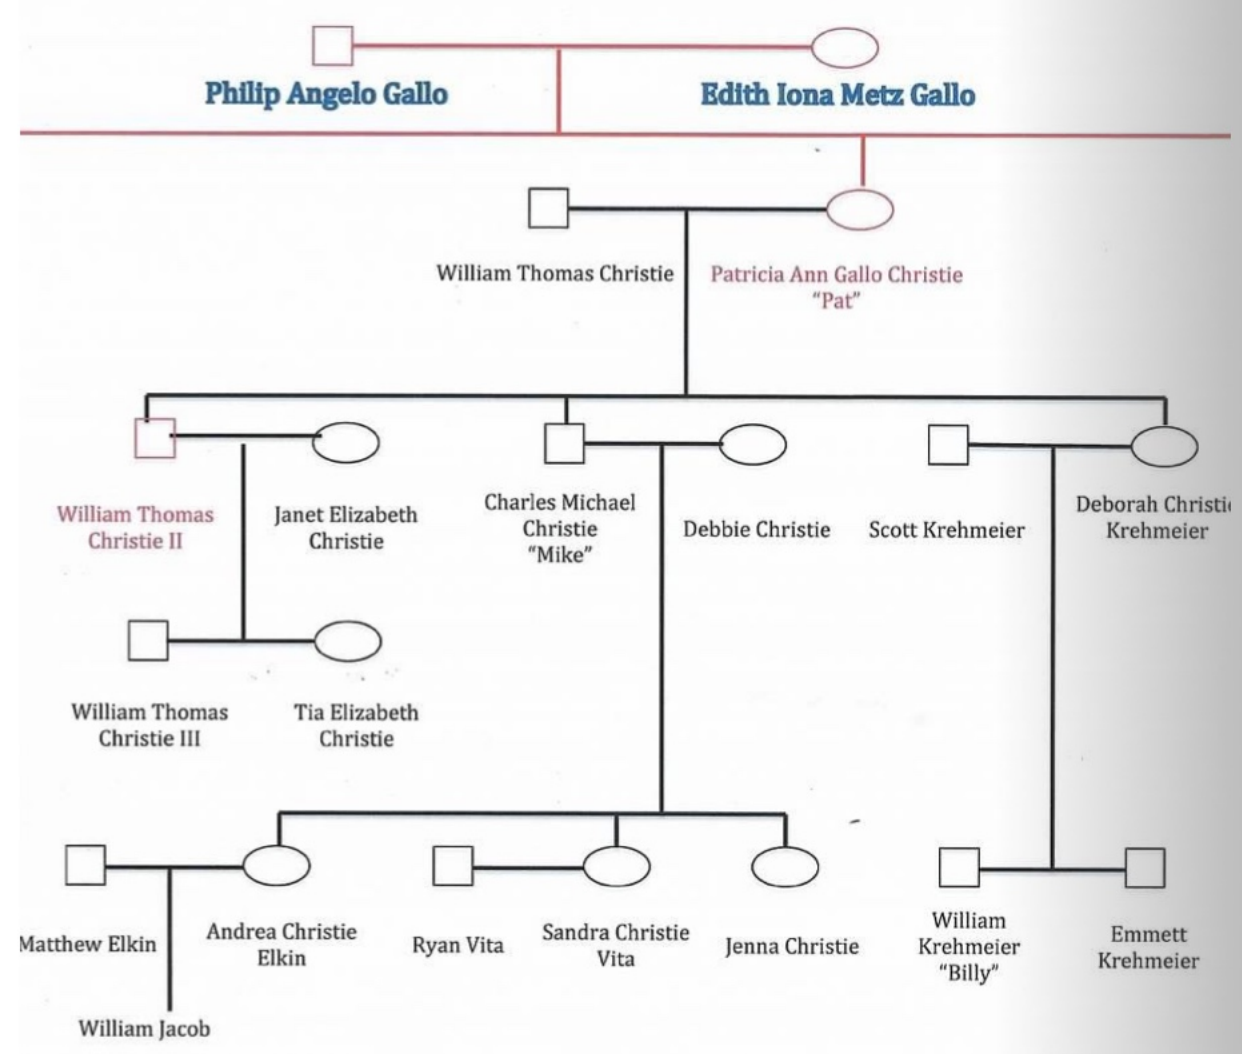 Philip Angelo Gallo
Edith Iona Metz Gallo
William Thomas Christie
Patricia Ann Gallo Christie
“Pat”
William Thomas
Christie II
Janet Elizabeth
Christie
Charles Michael
Christie
“Mike”
Debbie Christie
Scott Krehmeier
Deborah Christie
Krehmeier
William Thomas
Christie III
Tia Elizabeth
Christie
Matthew Elkin
Andrea Christie
Elkin
Ryan Vita
Sandra Christie
Vita
Jenna Christie
William
Krehmeier
“Billy”
Emmett
Krehmeier
William Jacob